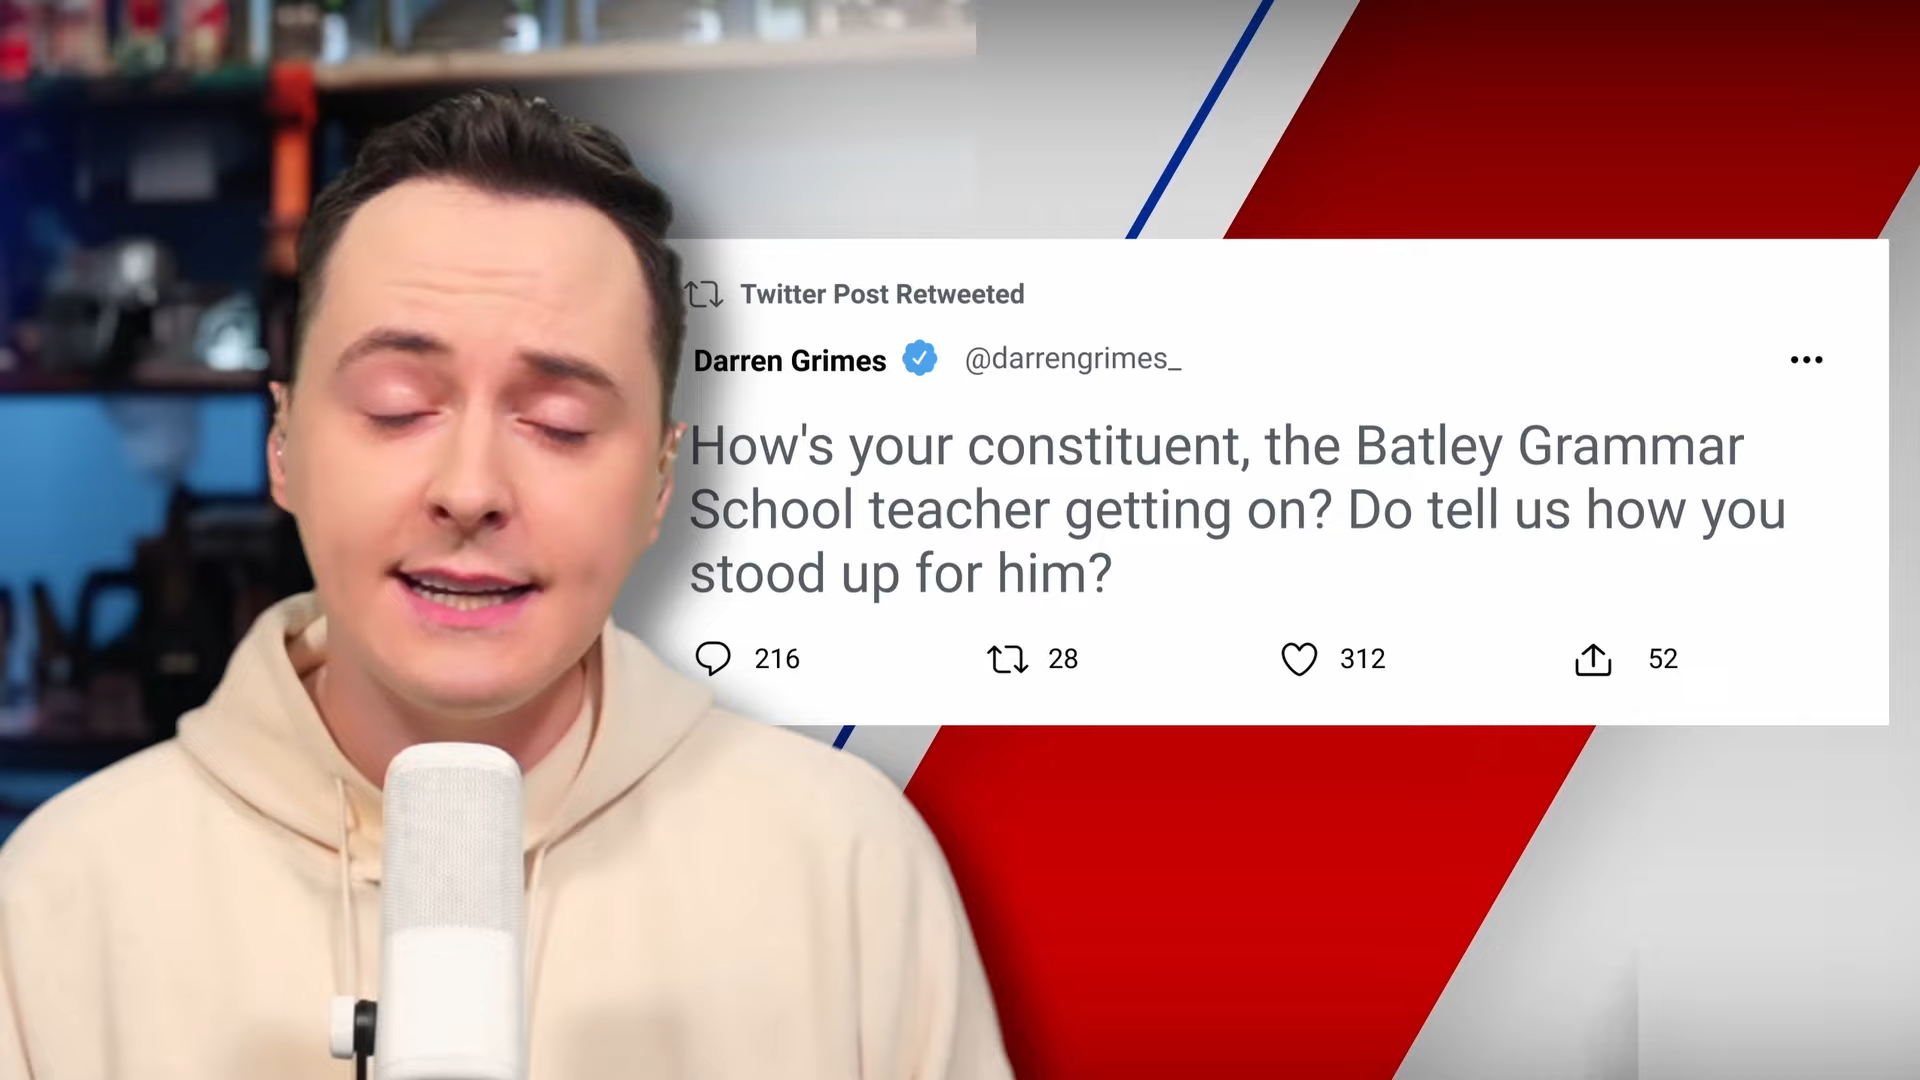 Twitter Post Retweeted
Darren Grimes @darrengrimes_
How's your constituent, the Batley Grammar
School teacher getting on? Do tell us how you
stood up for him?
216 28 312 52